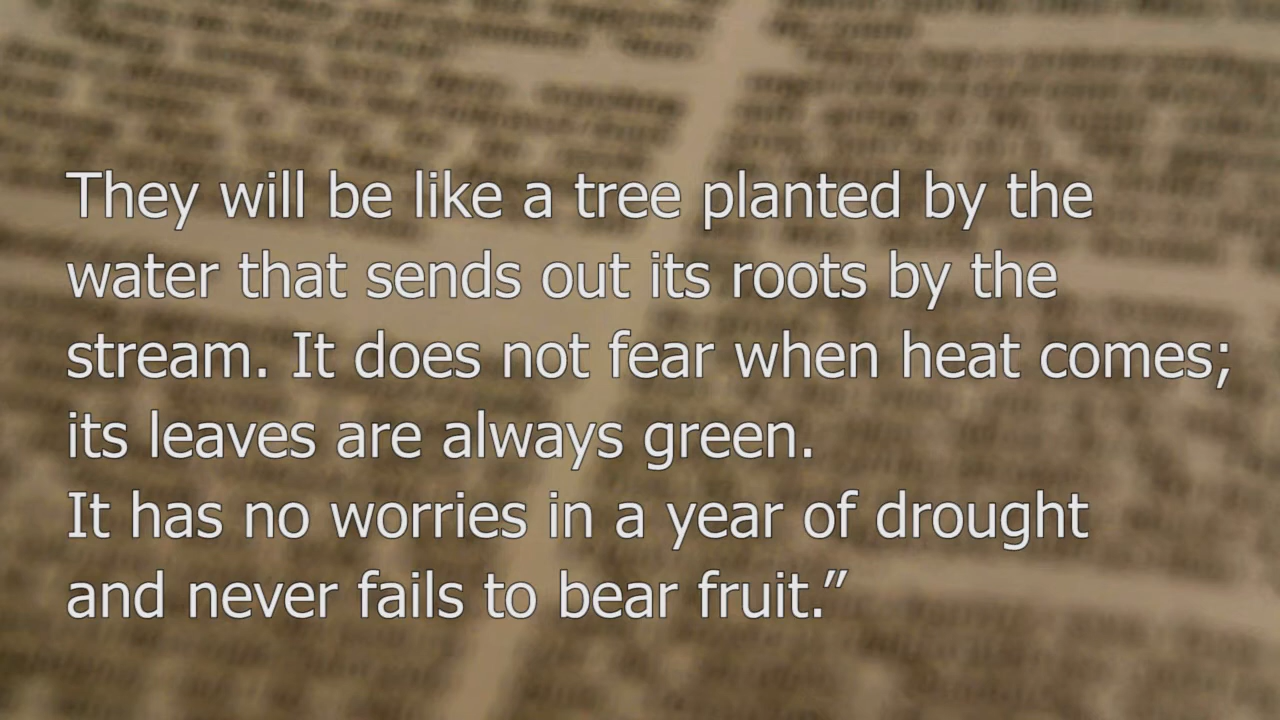 They will be like a tree planted by the
water that sends out its roots by the
stream. It does not fear when heat comes;
its leaves are always green.
It has no worries in a year of drought
and never fails to bear fruit.”